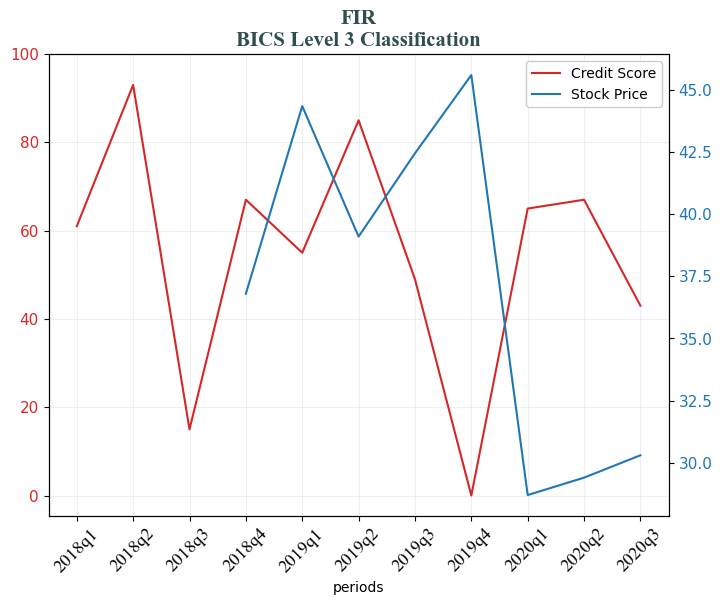 FIR
BICS Level 3 Classification
Credit Score
Stock Price
100
80
60
40
20
0
45.0
42.5
40.0
37.5
35.0
32.5
30.0
2018q1 2018q2 2018q3 2018q4 2019q1 2019q2 2019q3 2019q4 2020q1 2020q2 2020q3
periods